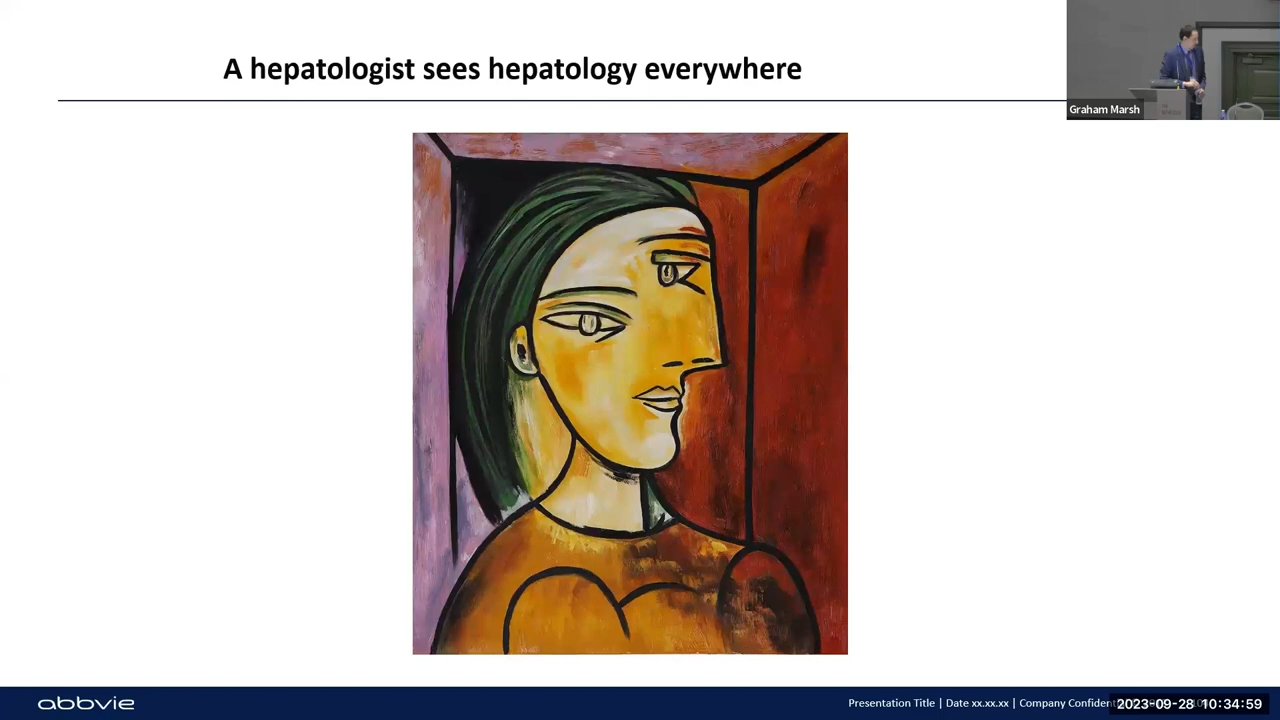 A hepatologist sees hepatology everywhere
Graham Marsh
abbvie
Presentation Title | Date xx.xx.xx | Company
2023-09-28 10:34:59